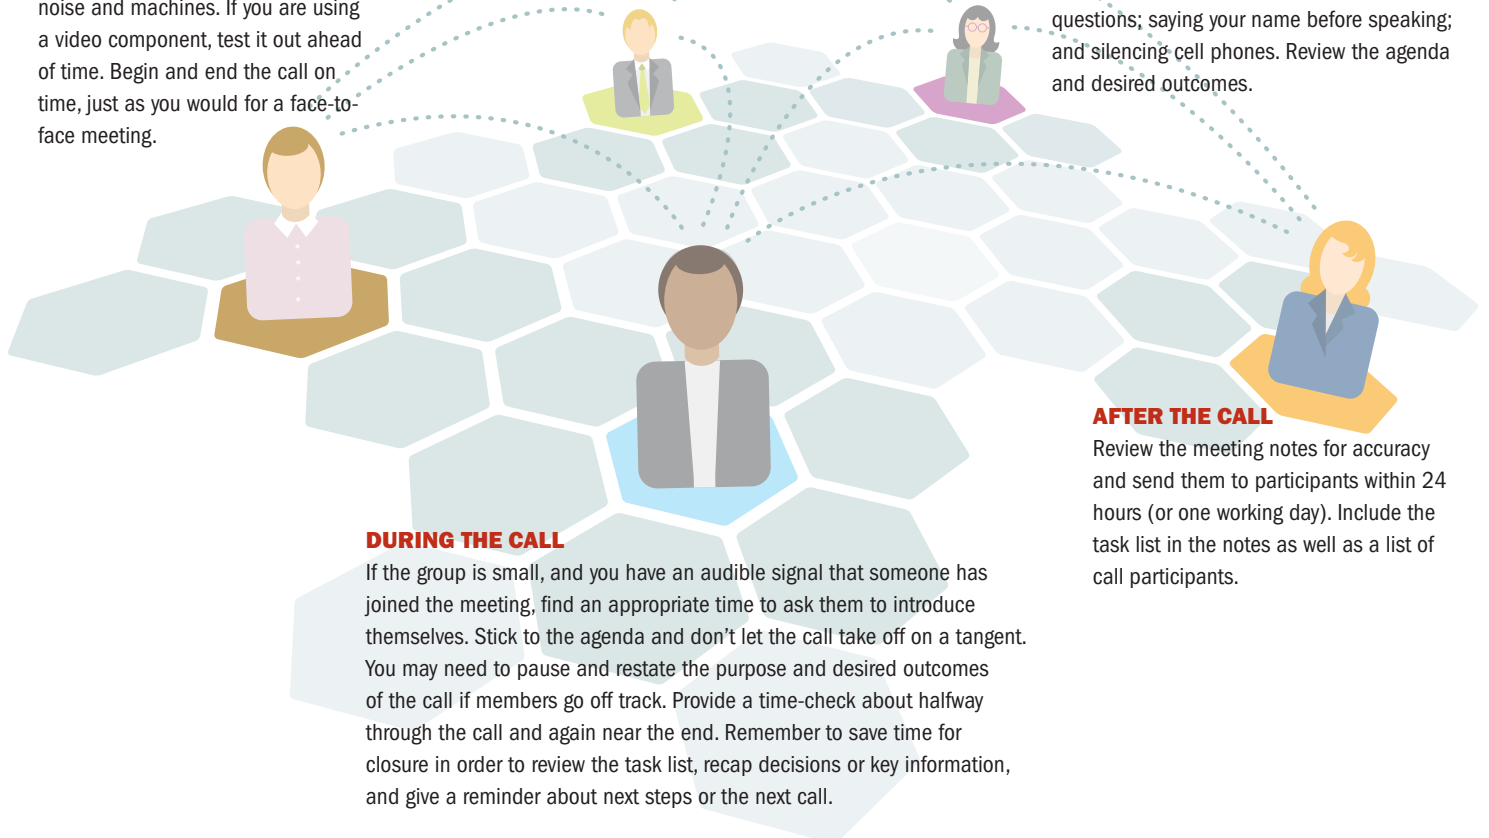 noise and machines. If you are using
a video component, test it out ahead
of time. Begin and end the call on
time, just as you would for a face-to-
face meeting.
questions; saying your name before speaking;
and silencing cell phones. Review the agenda
and desired outcomes.
DURING THE CALL
If the group is small, and you have an audible signal that someone has
joined the meeting, find an appropriate time to ask them to introduce
themselves. Stick to the agenda and don’t let the call take off on a tangent.
You may need to pause and restate the purpose and desired outcomes
of the call if members go off track. Provide a time-check about halfway
through the call and again near the end. Remember to save time for
closure in order to review the task list, recap decisions or key information,
and give a reminder about next steps or the next call.
AFTER THE CALL
Review the meeting notes for accuracy
and send them to participants within 24
hours (or one working day). Include the
task list in the notes as well as a list of
call participants.